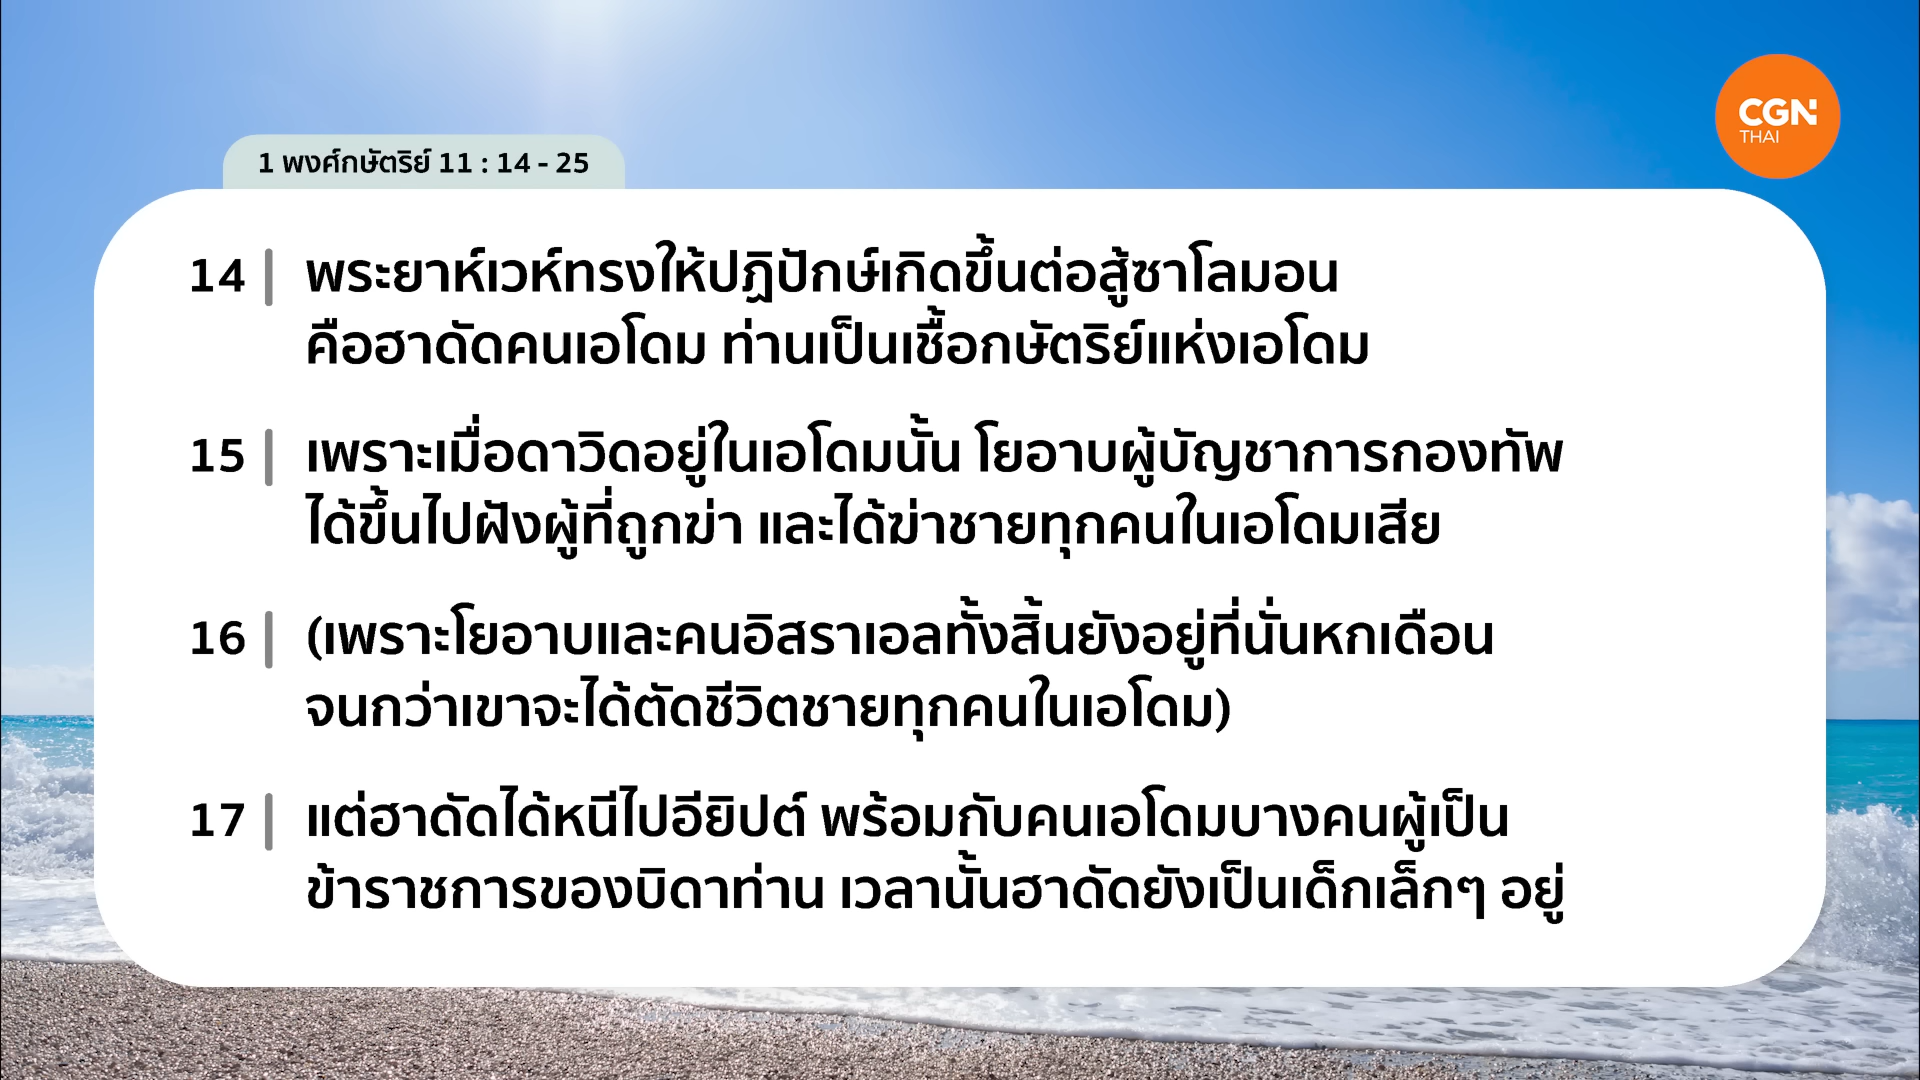 CGN
THAI
1 พงศ์กษัตริย์ 11 : 14 - 25
14 | พระยาห์เวห์ทรงให้ปฏิปักษ์เกิดขึ้นต่อสู้ซาโลมอน
คือฮาดัดคนเอโดม ท่านเป็นเชื้อกษัตริย์แห่งเอโดม
15 | เพราะเมื่อดาวิดอยู่ในเอโดมนั้น โยอาบผู้บัญชาการกองทัพ
ได้ขึ้นไปฝังผู้ที่ถูกฆ่า และได้ฆ่าชายทุกคนในเอโดมเสีย
16 | (เพราะโยอาบและคนอิสราเอลทั้งสิ้นยังอยู่ที่นั่นหกเดือน
จนกว่าเขาจะได้ตัดชีวิตชายทุกคนในเอโดม)
17 | แต่ฮาดัดได้หนีไปอียิปต์ พร้อมกับคนเอโดมบางคนผู้เป็น
ข้าราชการของบิดาท่าน เวลานั้นฮาดัดยังเป็นเด็กเล็กๆ อยู่